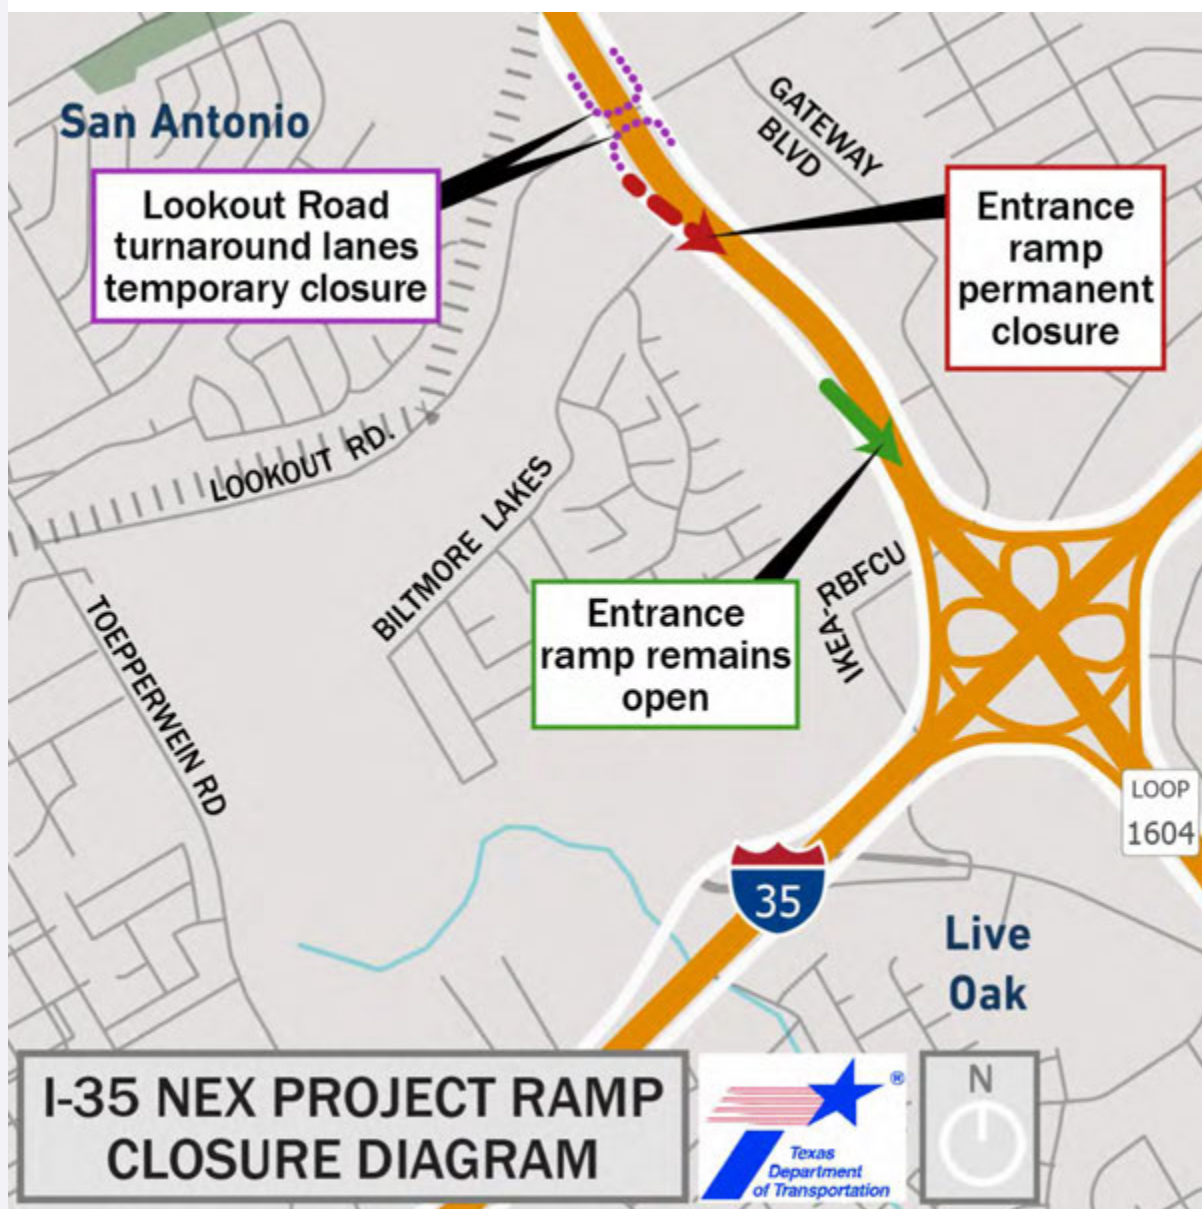 San Antonio
GATEWAY
BLVD
Lookout Road
turnaround lanes
temporary closure
Entrance
ramp
permanent
closure
LOOKOUT RD.
BILTMORE LAKES
IKEA-RBFCU
Entrance
ramp remains
open
TOEPPERWEIN RD
LOOP
1604
35
Live
Oak
I-35 NEX PROJECT RAMP
CLOSURE DIAGRAM
®
Texas
Department
of Transportation
N